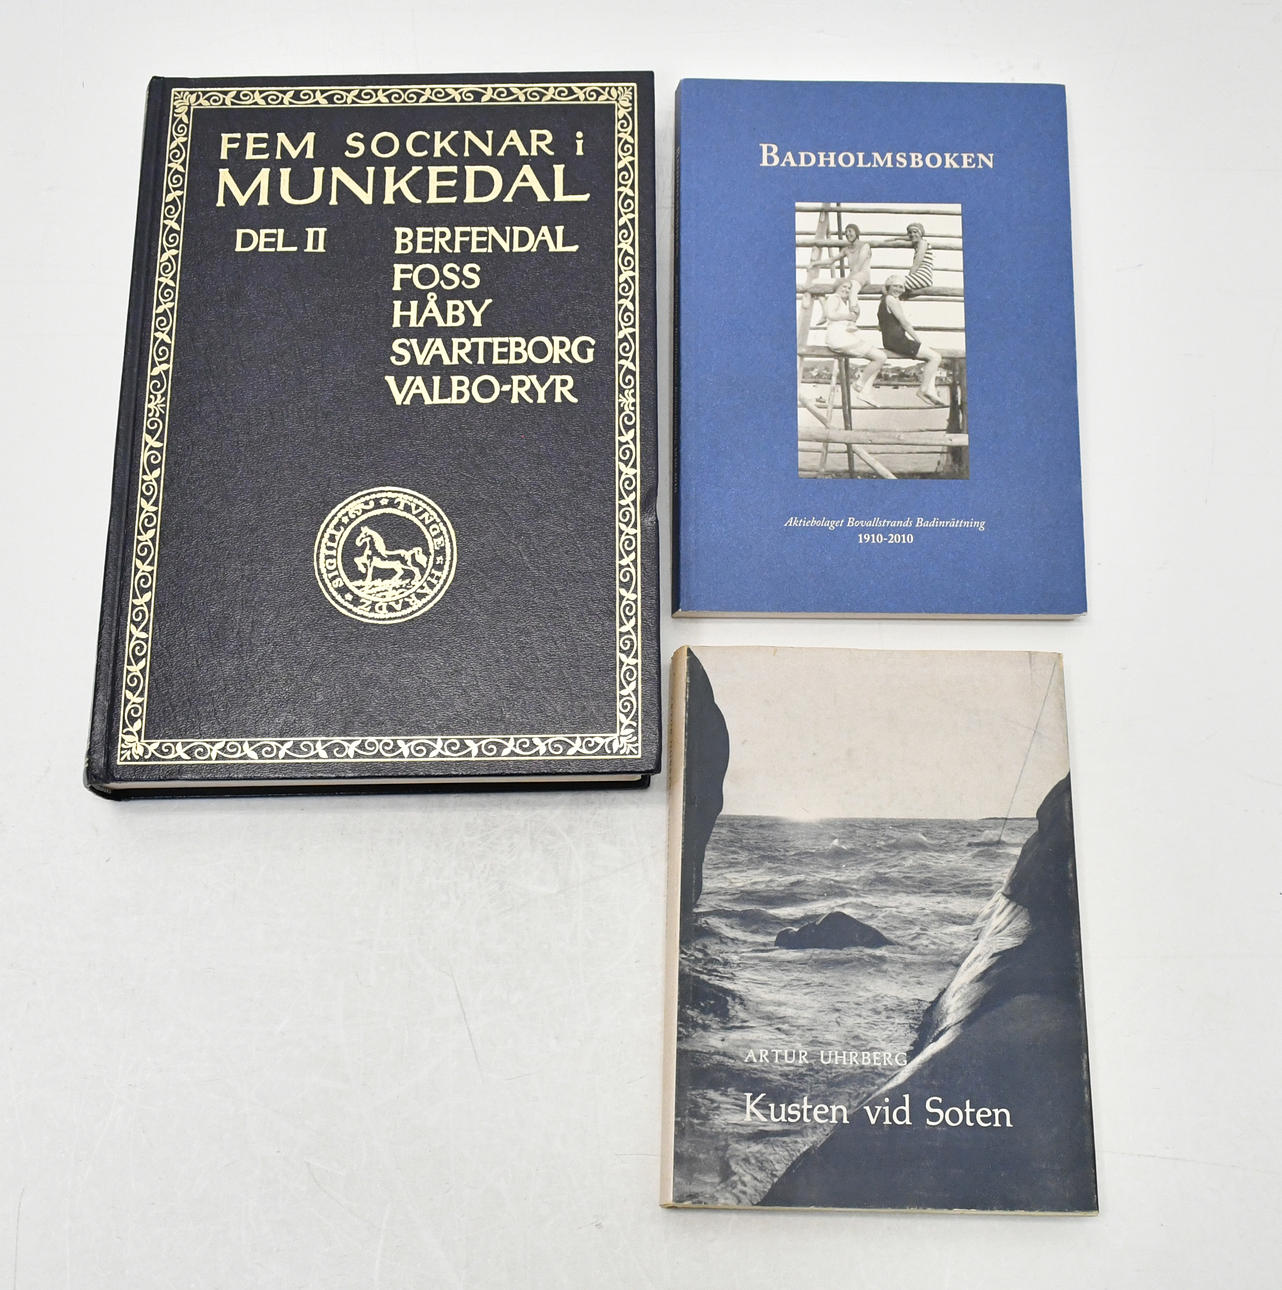 FEM SOCKNAR i
MUNKEDAL
DEL II
BERFENDAL
FOSS
HÅBY
SVARTEBORG
VALBO-RYR
SIGILL TVNGE HÄRADZ
BADHOLMSBOKEN
Aktiebolaget Bovallstrands Badinrättning
1910-2010
ARTUR UHRBERG
Kusten vid Soten